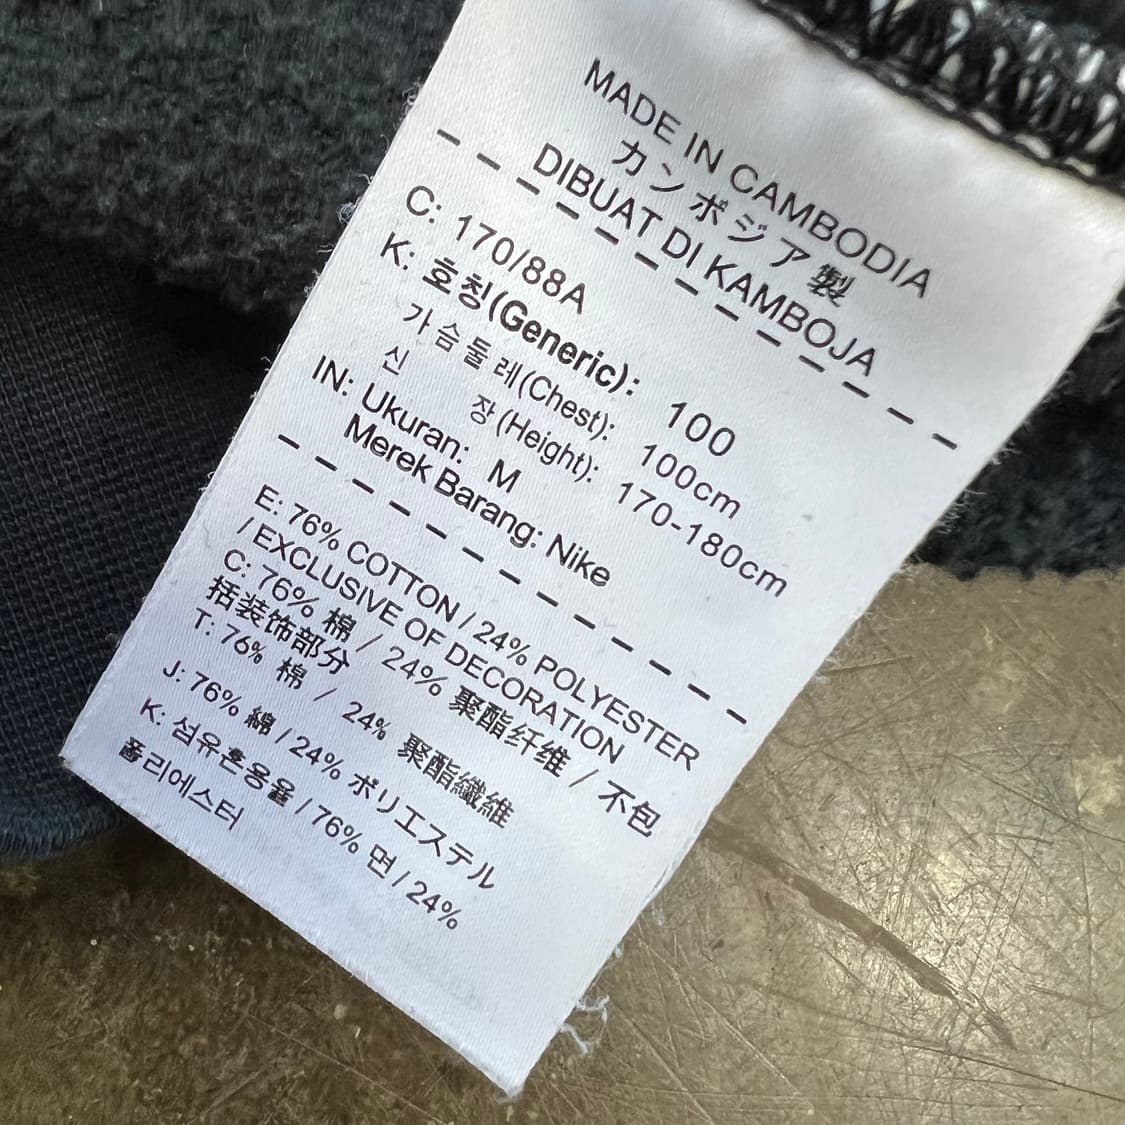 MADE IN CAMBODIA
カンボジア製
DIBUAT DI KAMBOJA
C: 170/88A
K: 호칭(Generic): 100
가슴둘레(Chest): 100cm
신 장(Height): 170-180cm
IN: Ukuran: M
Merek Barang: Nike
E: 76% COTTON / 24% POLYESTER
/ EXCLUSIVE OF DECORATION
C: 76% 棉 / 24% 聚酯纤维 / 不包
括装饰部分
T: 76% 棉 / 24% 聚酯纖維
J: 76% 綿 / 24% ポリエステル
K: 섬유혼용율 / 76% 면 / 24%
폴리에스터